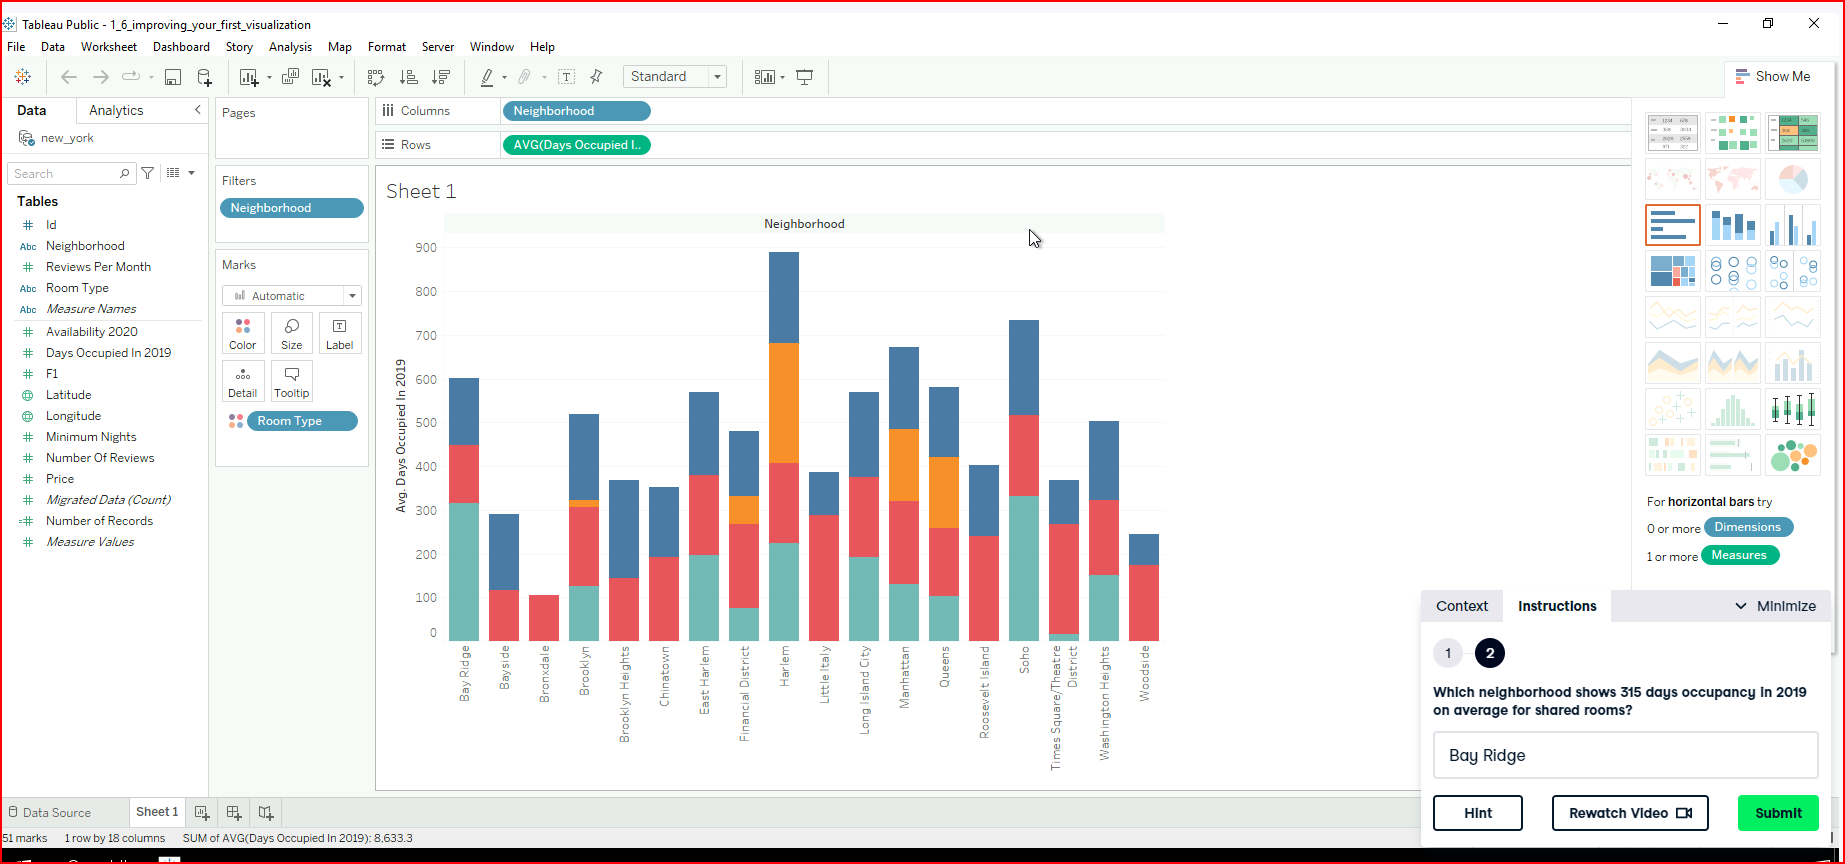 Tableau Public - 1_6_improving_your_first_visualization
File Data Worksheet Dashboard Story Analysis Map Format Server Window Help
Standard
Show Me
Data Analytics
new_york
Search
Tables
Id
Abc Neighborhood
Reviews Per Month
Abc Room Type
Abc Measure Names
Availability 2020
Days Occupied In 2019
F1
Latitude
Longitude
Minimum Nights
Number Of Reviews
Price
Migrated Data (Count)
Number of Records
Measure Values
Pages
Filters
Neighborhood
Marks
Automatic
Color Size Label
Detail Tooltip
Room Type
Columns Neighborhood
Rows AVG(Days Occupied I..
Sheet 1
Neighborhood
Avg. Days Occupied In 2019
900
800
700
600
500
400
300
200
100
0
Bay Ridge
Bayside
Bronxdale
Brooklyn
Brooklyn Heights
Chinatown
East Harlem
Financial District
Harlem
Little Italy
Long Island City
Manhattan
Queens
Roosevelt Island
Soho
Times Square/Theatre
District
Washington Heights
Woodside
For horizontal bars try
0 or more Dimensions
1 or more Measures
Context Instructions Minimize
1 2
Which neighborhood shows 315 days occupancy in 2019
on average for shared rooms?
Bay Ridge
Hint Rewatch Video Submit
Data Source Sheet 1
51 marks 1 row by 18 columns SUM of AVG(Days Occupied In 2019): 8,633.3